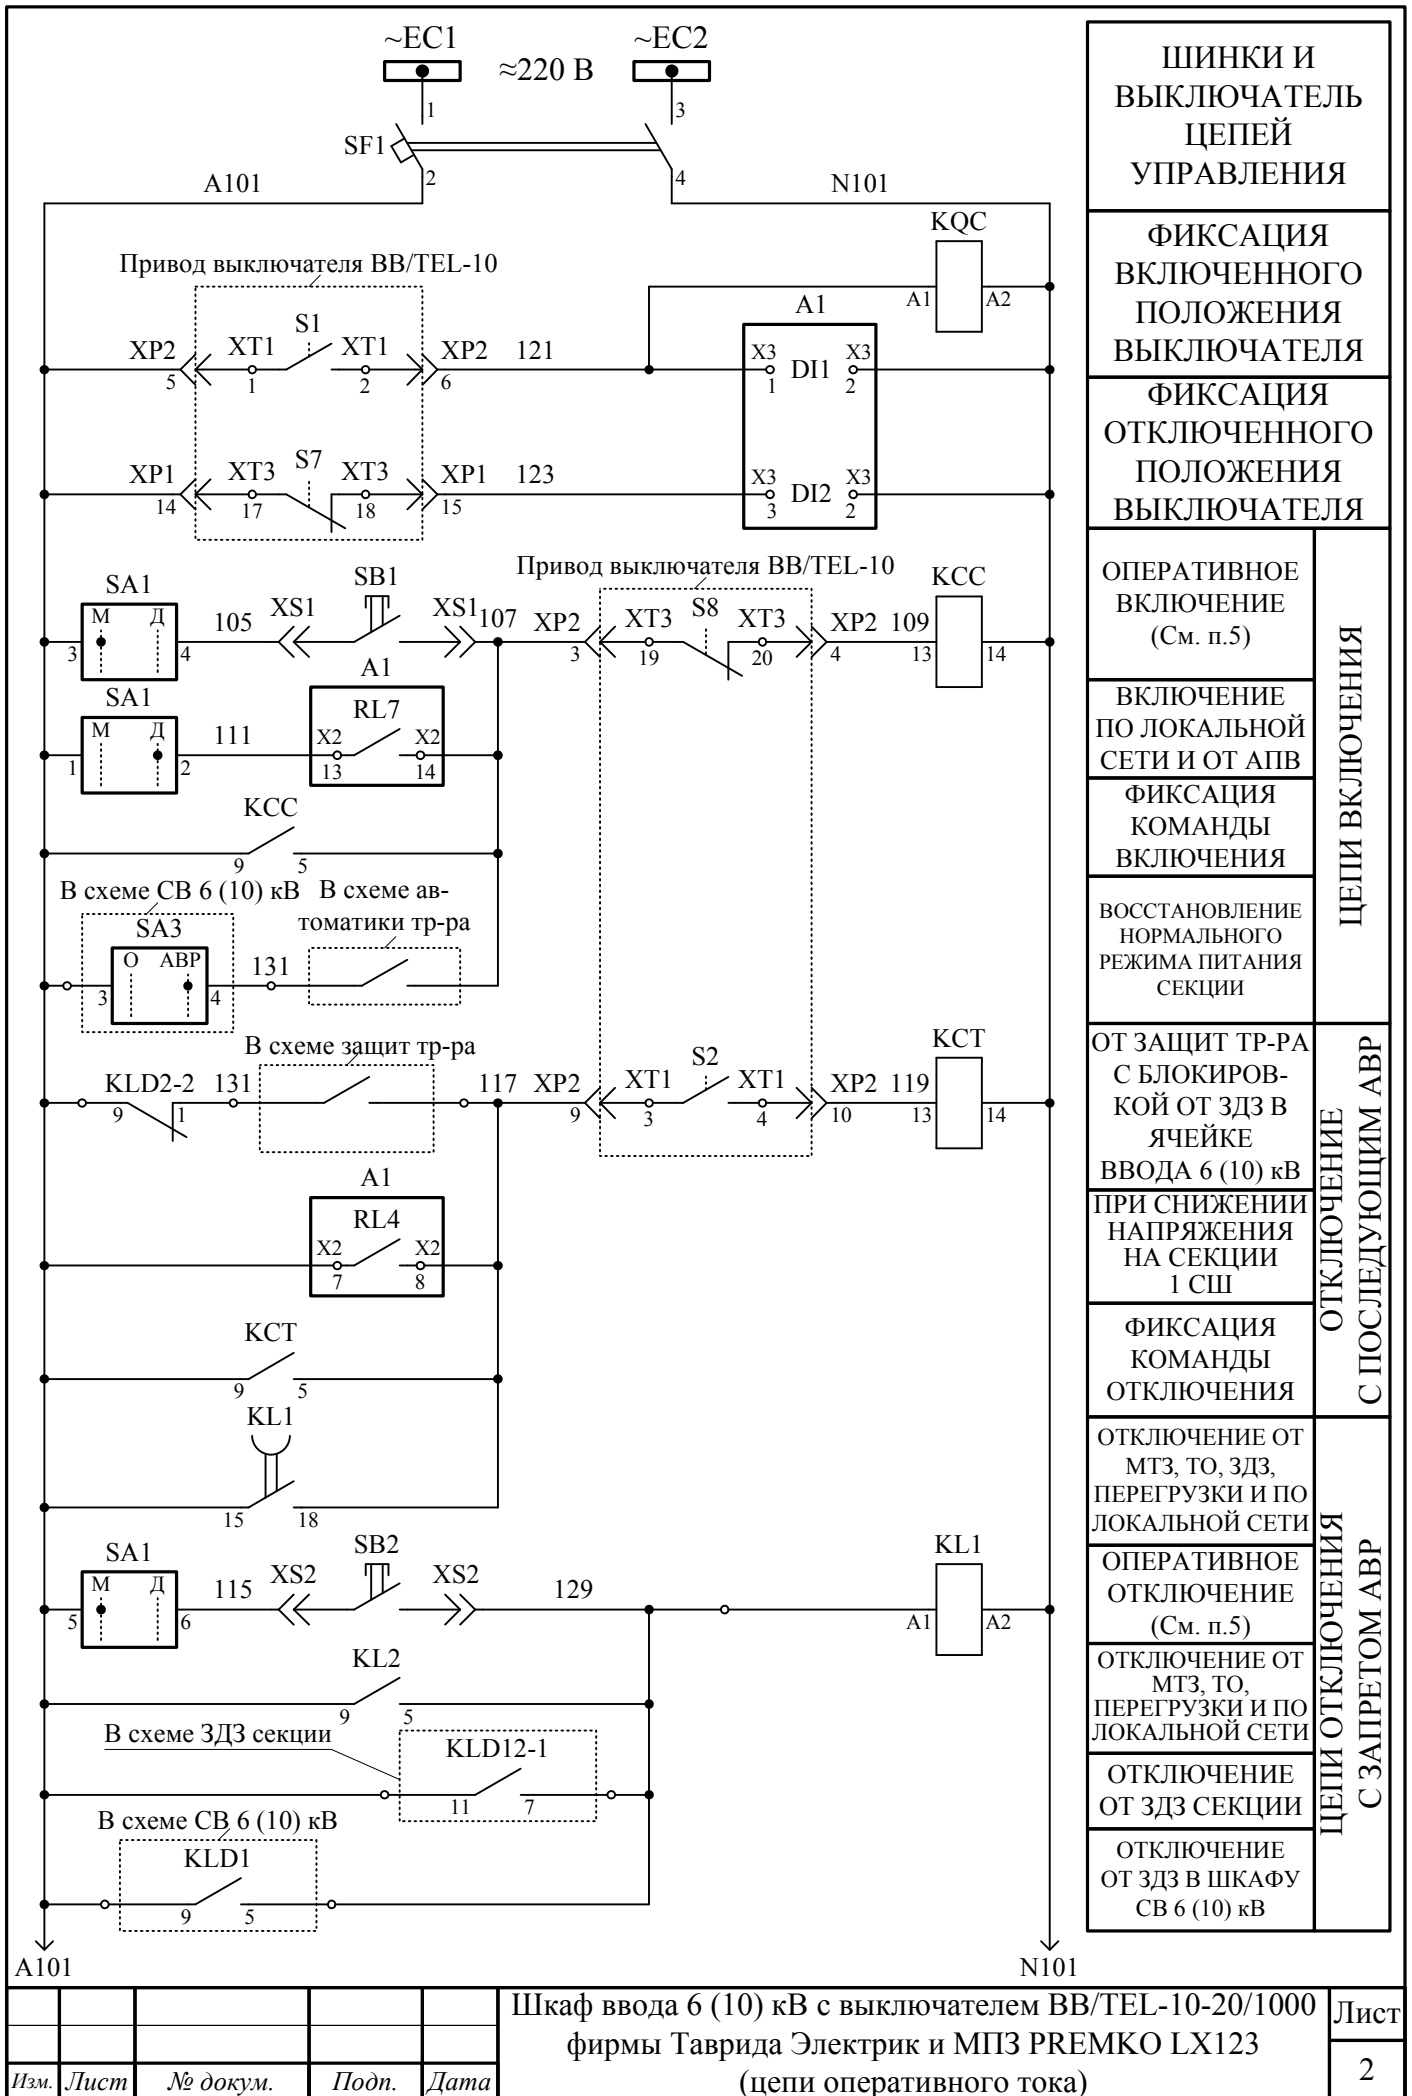 ~EC1
≈220 В
~EC2
1
3
SF1
2
4
A101
N101
KQC
A1
A2
Привод выключателя ВВ/TEL-10
A1
XP2
XT1
S1
XT1
XP2
121
X3
DI1
X3
5
1
2
6
1
2
XP1
XT3
S7
XT3
XP1
123
X3
DI2
X3
14
17
18
15
3
2
Привод выключателя ВВ/TEL-10
SA1
SB1
KCC
М
Д
105
XS1
XS1
107
XP2
XT3
S8
XT3
XP2
109
3
4
3
19
20
4
13
14
SA1
A1
М
Д
111
RL7
X2
X2
1
2
13
14
KCC
9
5
В схеме СВ 6 (10) кВ
В схеме ав-
томатики тр-ра
SA3
О
АВР
131
3
4
В схеме защит тр-ра
KCT
KLD2-2
131
117
XP2
XT1
S2
XT1
XP2
119
9
1
9
3
4
10
13
14
A1
RL4
X2
X2
7
8
KCT
9
5
KL1
15
18
SA1
SB2
KL1
М
Д
115
XS2
XS2
129
5
6
A1
A2
KL2
9
5
В схеме ЗДЗ секции
KLD12-1
11
7
В схеме СВ 6 (10) кВ
KLD1
9
5
A101
N101
ШИНКИ И
ВЫКЛЮЧАТЕЛЬ
ЦЕПЕЙ
УПРАВЛЕНИЯ
ФИКСАЦИЯ
ВКЛЮЧЕННОГО
ПОЛОЖЕНИЯ
ВЫКЛЮЧАТЕЛЯ
ФИКСАЦИЯ
ОТКЛЮЧЕННОГО
ПОЛОЖЕНИЯ
ВЫКЛЮЧАТЕЛЯ
ОПЕРАТИВНОЕ
ВКЛЮЧЕНИЕ
(См. п.5)
ВКЛЮЧЕНИЕ
ПО ЛОКАЛЬНОЙ
СЕТИ И ОТ АПВ
ФИКСАЦИЯ
КОМАНДЫ
ВКЛЮЧЕНИЯ
ВОССТАНОВЛЕНИЕ
НОРМАЛЬНОГО
РЕЖИМА ПИТАНИЯ
СЕКЦИИ
ЦЕПИ ВКЛЮЧЕНИЯ
ОТ ЗАЩИТ ТР-РА
С БЛОКИРОВ-
КОЙ ОТ ЗДЗ В
ЯЧЕЙКЕ
ВВОДА 6 (10) кВ
ПРИ СНИЖЕНИИ
НАПРЯЖЕНИЯ
НА СЕКЦИИ
1 СШ
ФИКСАЦИЯ
КОМАНДЫ
ОТКЛЮЧЕНИЯ
ОТКЛЮЧЕНИЕ
С ПОСЛЕДУЮЩИМ АВР
ОТКЛЮЧЕНИЕ ОТ
МТЗ, ТО, ЗДЗ,
ПЕРЕГРУЗКИ И ПО
ЛОКАЛЬНОЙ СЕТИ
ОПЕРАТИВНОЕ
ОТКЛЮЧЕНИЕ
(См. п.5)
ОТКЛЮЧЕНИЕ ОТ
МТЗ, ТО,
ПЕРЕГРУЗКИ И ПО
ЛОКАЛЬНОЙ СЕТИ
ОТКЛЮЧЕНИЕ
ОТ ЗДЗ СЕКЦИИ
ОТКЛЮЧЕНИЕ
ОТ ЗДЗ В ШКАФУ
СВ 6 (10) кВ
ЦЕПИ ОТКЛЮЧЕНИЯ
С ЗАПРЕТОМ АВР
Изм.
Лист
№ докум.
Подп.
Дата
Шкаф ввода 6 (10) кВ с выключателем ВВ/TEL-10-20/1000
фирмы Таврида Электрик и МПЗ PREMKO LX123
(цепи оперативного тока)
Лист
2